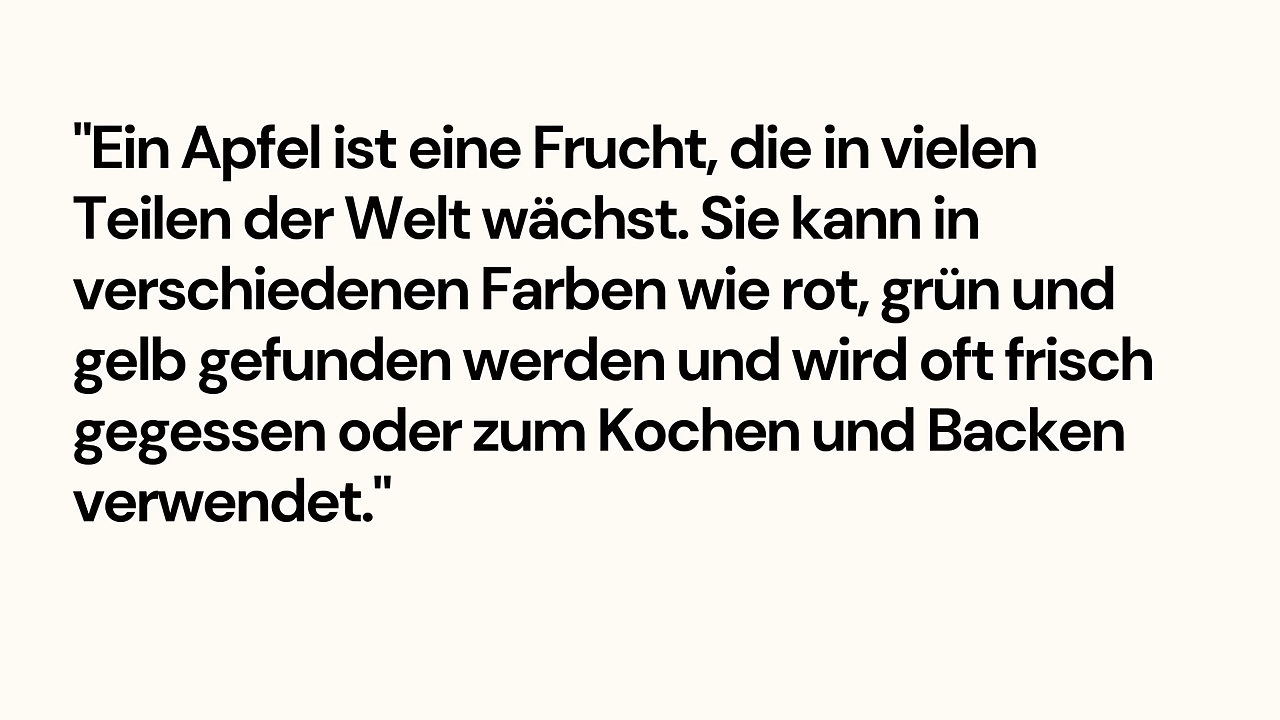 "Ein Apfel ist eine Frucht, die in vielen
Teilen der Welt wächst. Sie kann in
verschiedenen Farben wie rot, grün und
gelb gefunden werden und wird oft frisch
gegessen oder zum Kochen und Backen
verwendet."